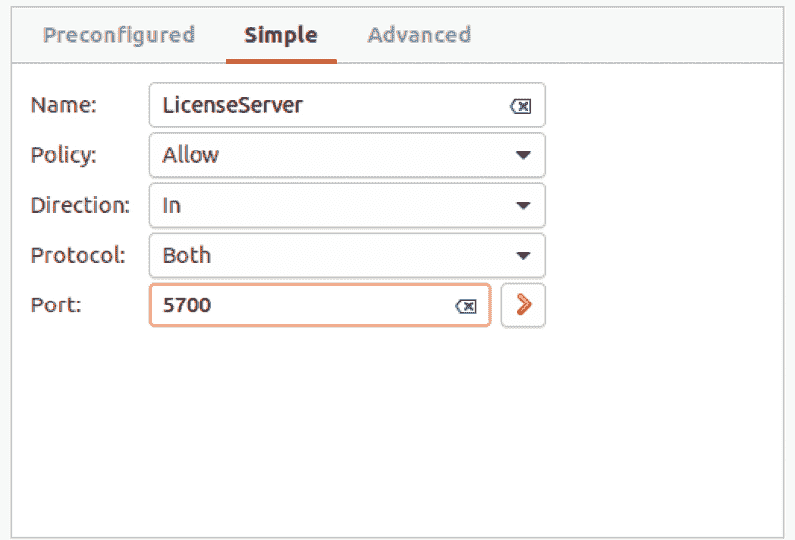 Preconfigured Simple Advanced
Name: LicenseServer
Policy: Allow
Direction: In
Protocol: Both
Port: 5700